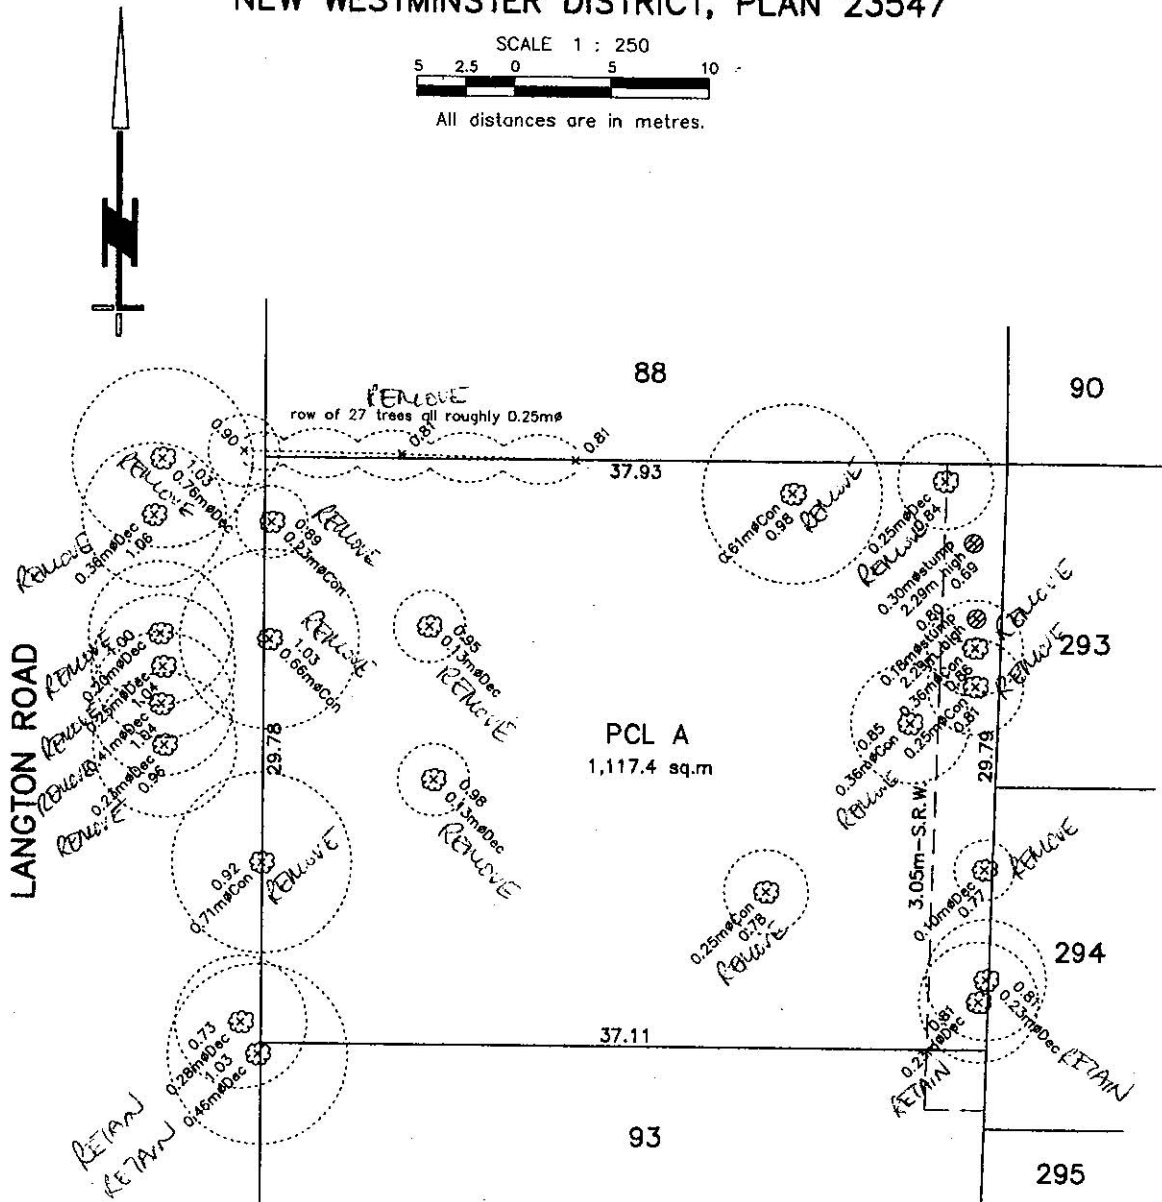 NEW WESTMINSTER DISTRICT, PLAN 23547
SCALE 1 : 250
5 2.5 0 5 10
All distances are in metres.
N
88
90
REMOVE
row of 27 trees all roughly 0.25mø
0.90
0.81
0.81
37.93
1.03
0.76møDec
REMOVE
0.36møDec
1.06
REMOVE
0.89
0.23møCon
REMOVE
0.61møCon
0.98
REMOVE
0.25møDec
0.84
REMOVE
0.30møstump
2.29m high
0.69
0.80
0.18møstump
2.29m high
REMOVE
0.36møCon
0.86
REMOVE
0.25møCon
0.81
293
1.00
0.20møDec
REMOVE
0.25møDec
1.04
REMOVE
0.41møDec
1.04
REMOVE
0.23møDec
0.96
REMOVE
1.03
0.66møCon
REMOVE
0.95
0.13møDec
REMOVE
LANGTON ROAD
29.78
PCL A
1,117.4 sq.m
0.85
0.36møCon
REMOVE
29.79
0.98
0.13møDec
REMOVE
3.05m-S.R.W.
0.92
0.71møCon
REMOVE
0.25møCon
0.78
REMOVE
0.10møDec
0.77
REMOVE
294
0.73
0.28møDec
RETAIN
1.03
0.46møDec
RETAIN
37.11
0.81
0.23møDec
RETAIN
0.81
0.23møDec
RETAIN
93
295